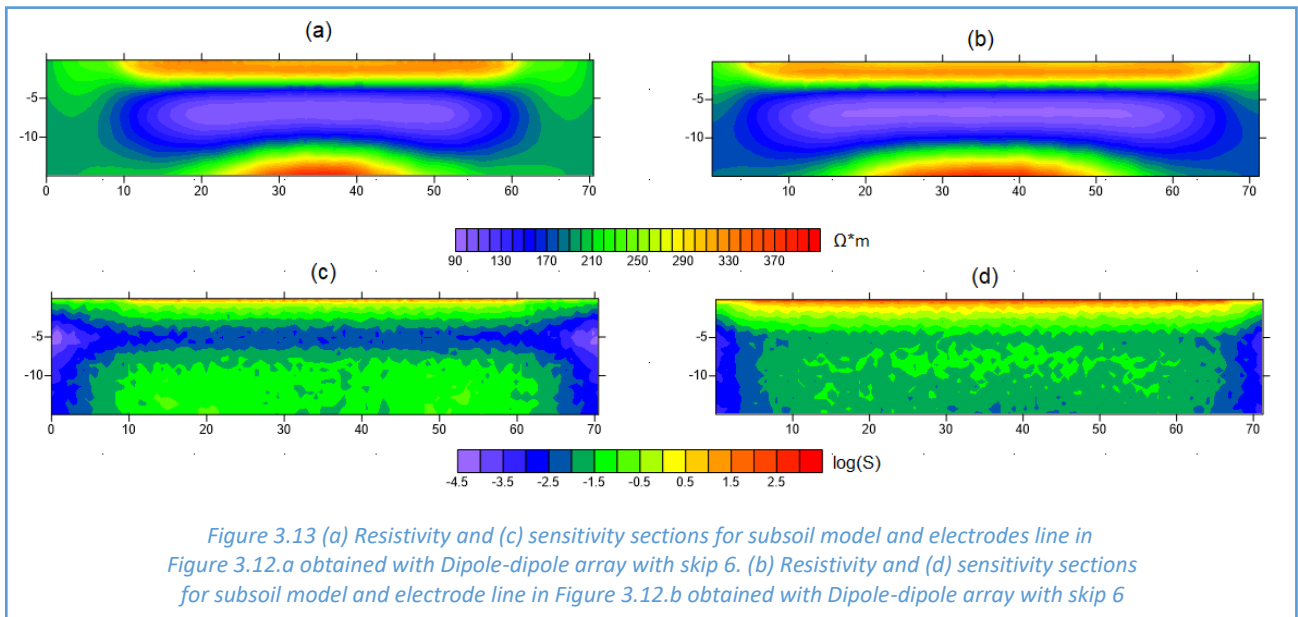 (a)
0 10 20 30 40 50 60 70
-5
-10
(b)
10 20 30 40 50 60 70
-5
-10
90 130 170 210 250 290 330 370
Ω*m
(c)
0 10 20 30 40 50 60 70
-5
-10
(d)
10 20 30 40 50 60 70
-5
-10
-4.5 -3.5 -2.5 -1.5 -0.5 0.5 1.5 2.5
log(S)
Figure 3.13 (a) Resistivity and (c) sensitivity sections for subsoil model and electrodes line in
Figure 3.12.a obtained with Dipole-dipole array with skip 6. (b) Resistivity and (d) sensitivity sections
for subsoil model and electrode line in Figure 3.12.b obtained with Dipole-dipole array with skip 6